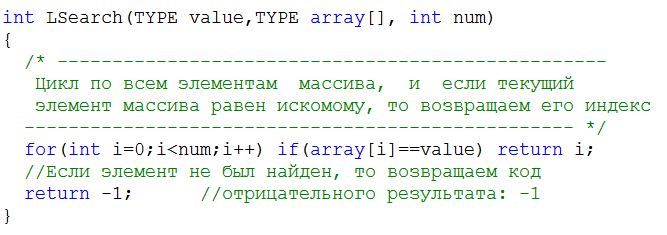 int LSearch(TYPE value,TYPE array[], int num)
{
/* -----------------------------------------------
Цикл по всем элементам массива, и если текущий
элемент массива равен искомому, то возвращаем его индекс
-------------------------------------------------- */
for(int i=0;i<num;i++) if(array[i]==value) return i;
//Если элемент не был найден, то возвращаем код
return -1; //отрицательного результата: -1
}